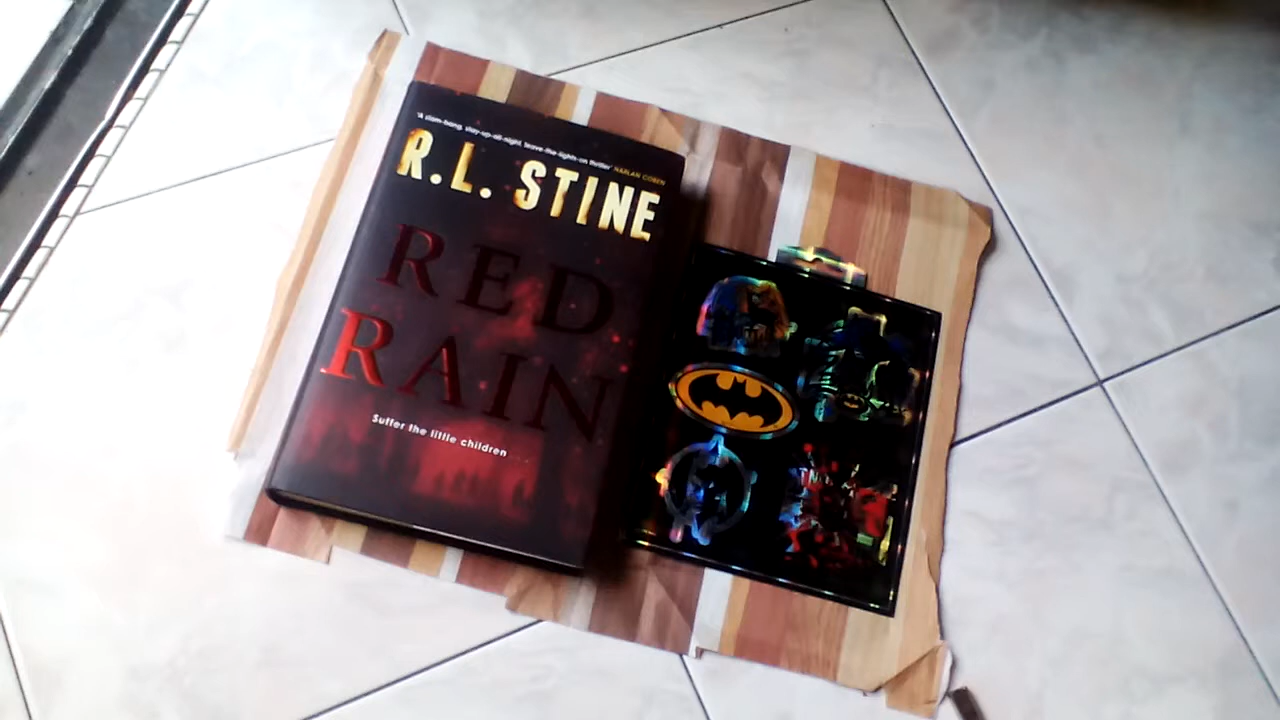 'A slam-bang, stay-up-all-night, leave-the-lights-on thriller' HARLAN COBEN
R.L. STINE
RED
RAIN
Suffer the little children